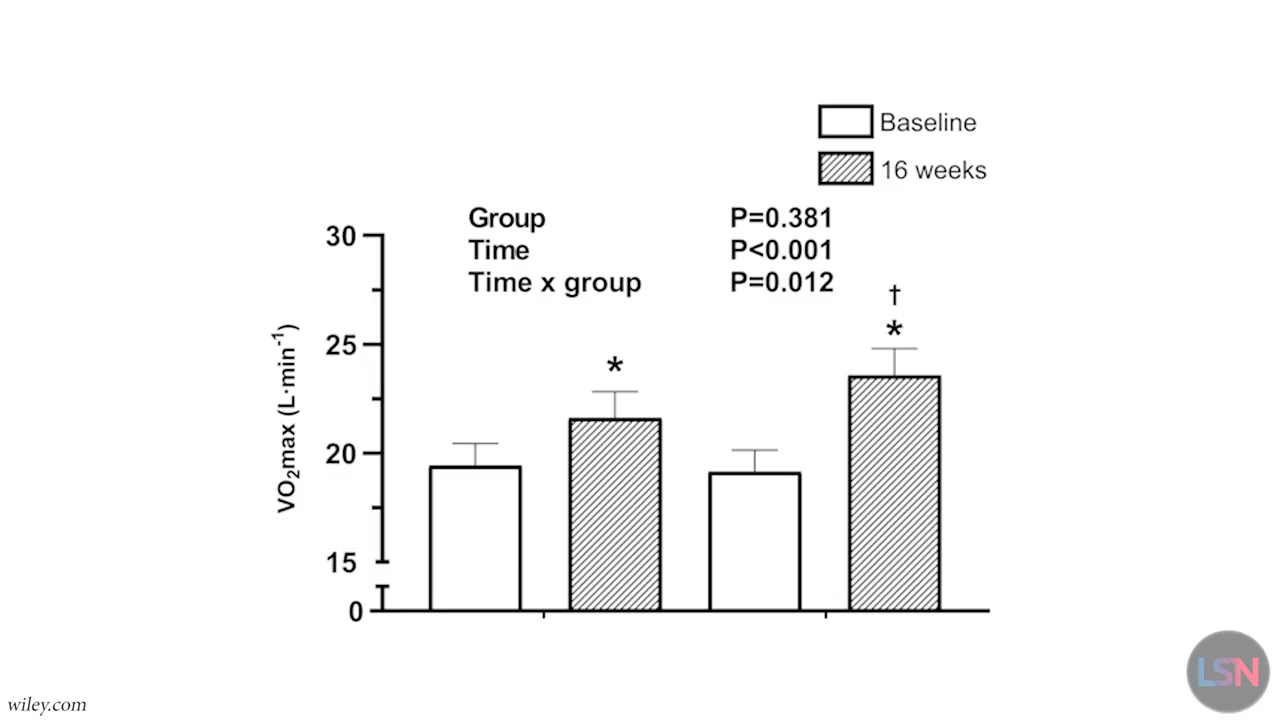 Baseline
16 weeks
Group P=0.381
Time P<0.001
Time x group P=0.012
30
25
20
15
0
VO₂max (L·min⁻¹)
*
†
*
LSN
wiley.com